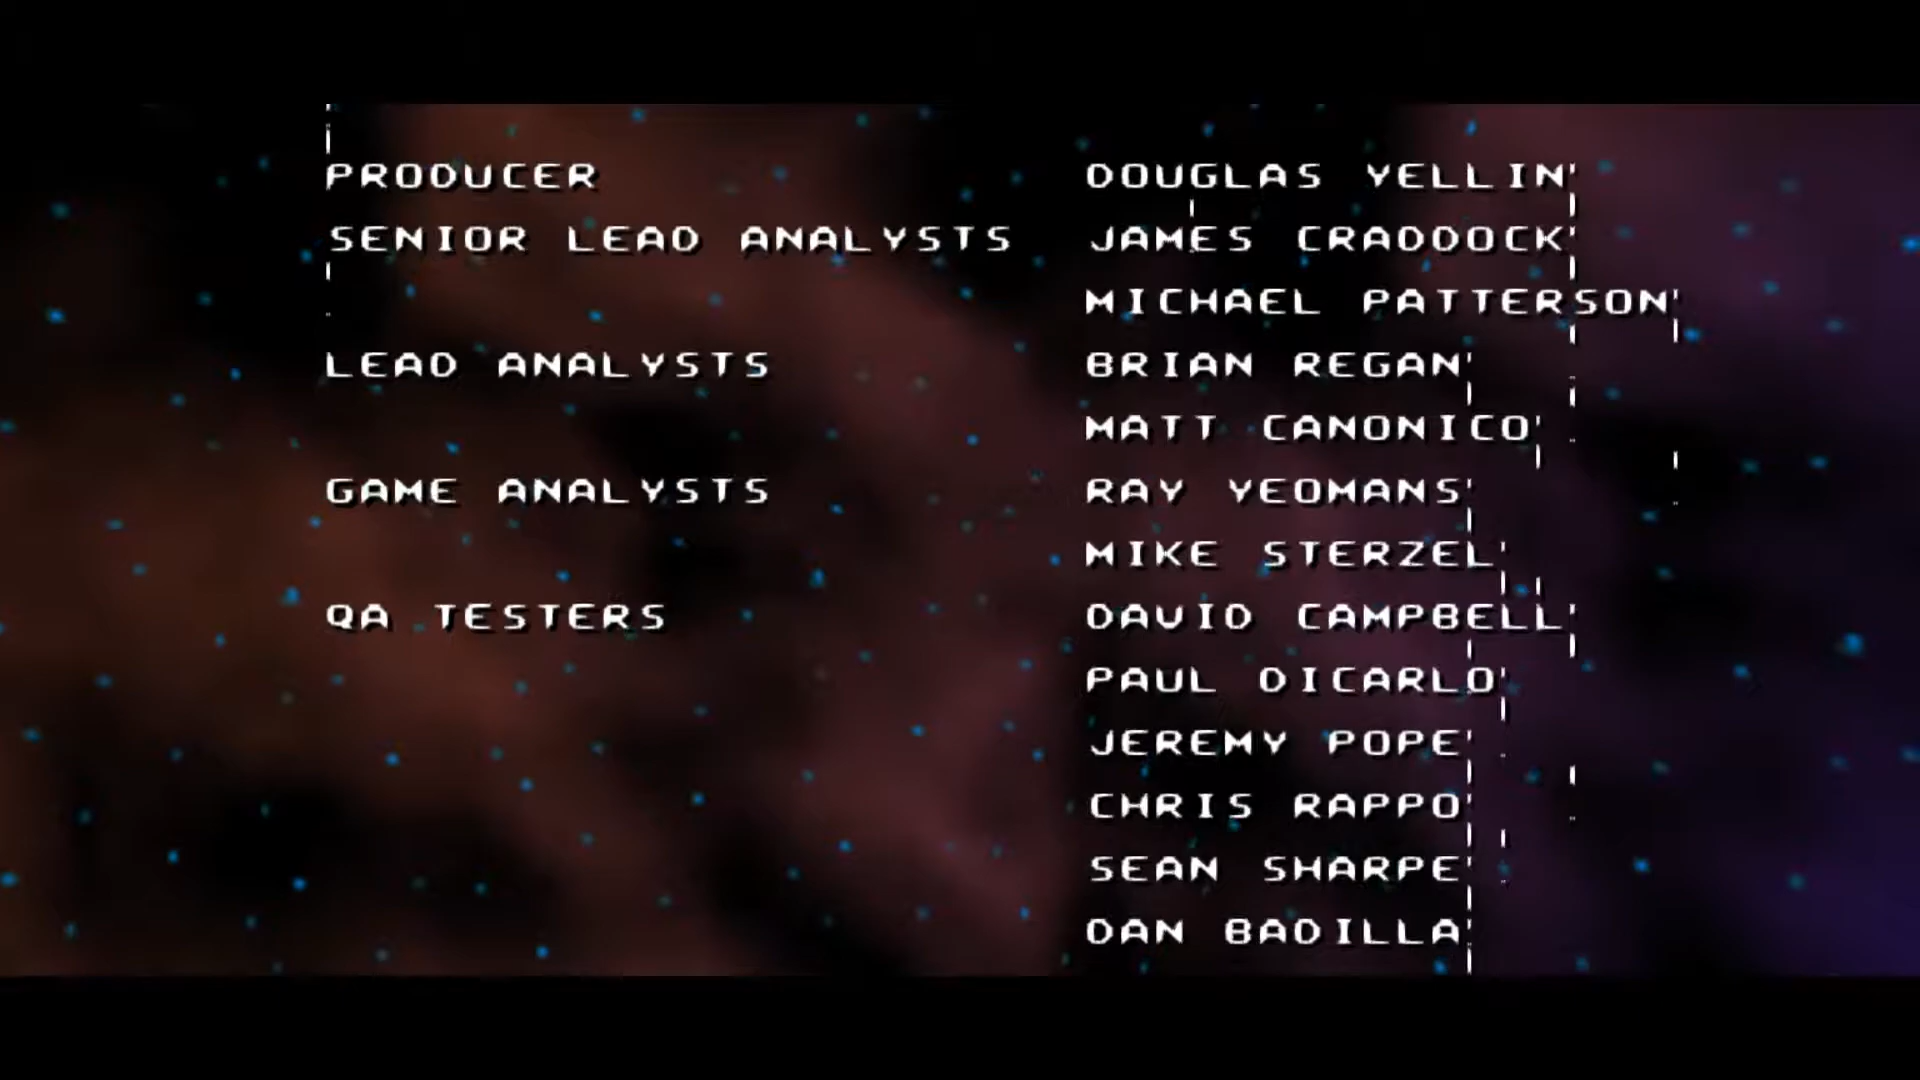 PRODUCER DOUGLAS YELLIN
SENIOR LEAD ANALYSTS JAMES CRADDOCK
MICHAEL PATTERSON
LEAD ANALYSTS BRIAN REGAN
MATT CANONICO
GAME ANALYSTS RAY YEOMANS
MIKE STERZEL
QA TESTERS DAVID CAMPBELL
PAUL DICARLO
JEREMY POPE
CHRIS RAPPO
SEAN SHARPE
DAN BADILLA